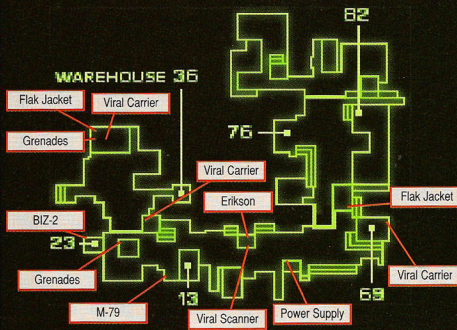 62
WAREHOUSE 36
Flak Jacket
Viral Carrier
76
Grenades
Viral Carrier
Erikson
Flak Jacket
BIZ-2
23
69
Viral Carrier
Grenades
13
M-79
Viral Scanner
Power Supply